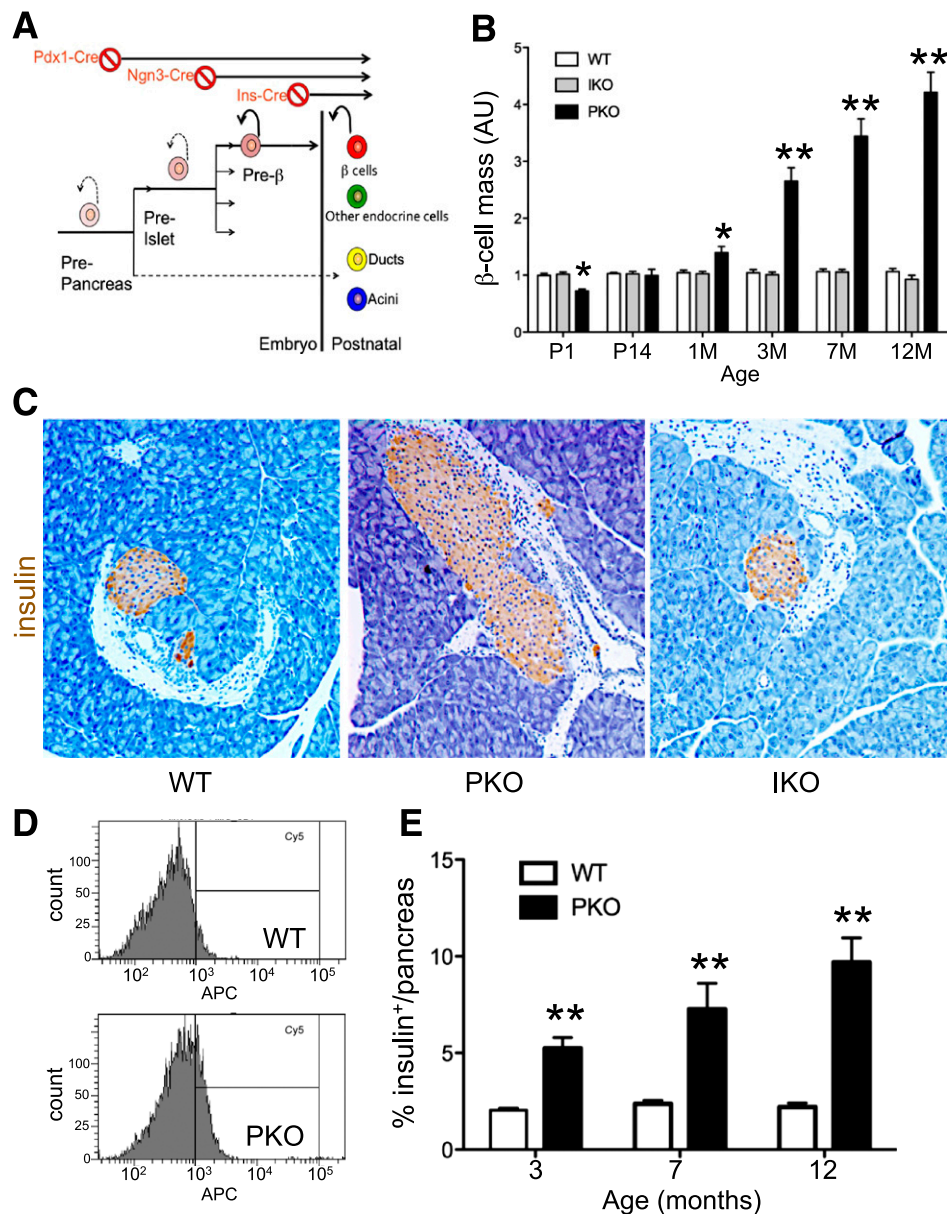 A
Pdx1-Cre
Ngn3-Cre
Ins-Cre
Pre-β
Pre-
Islet
Pre-
Pancreas
β cells
Other endocrine cells
Ducts
Acini
Embryo
Postnatal
B
β-cell mass (AU)
5
4
3
2
1
0
WT
IKO
PKO
*
*
**
**
**
P1
P14
1M
3M
7M
12M
Age
C
insulin
WT
PKO
IKO
D
count
100
75
50
25
0
Cy5
WT
10²
10³
10⁴
10⁵
APC
count
100
75
50
25
0
Cy5
PKO
10²
10³
10⁴
10⁵
APC
E
% insulin⁺/pancreas
15
10
5
0
WT
PKO
**
**
**
3
7
12
Age (months)